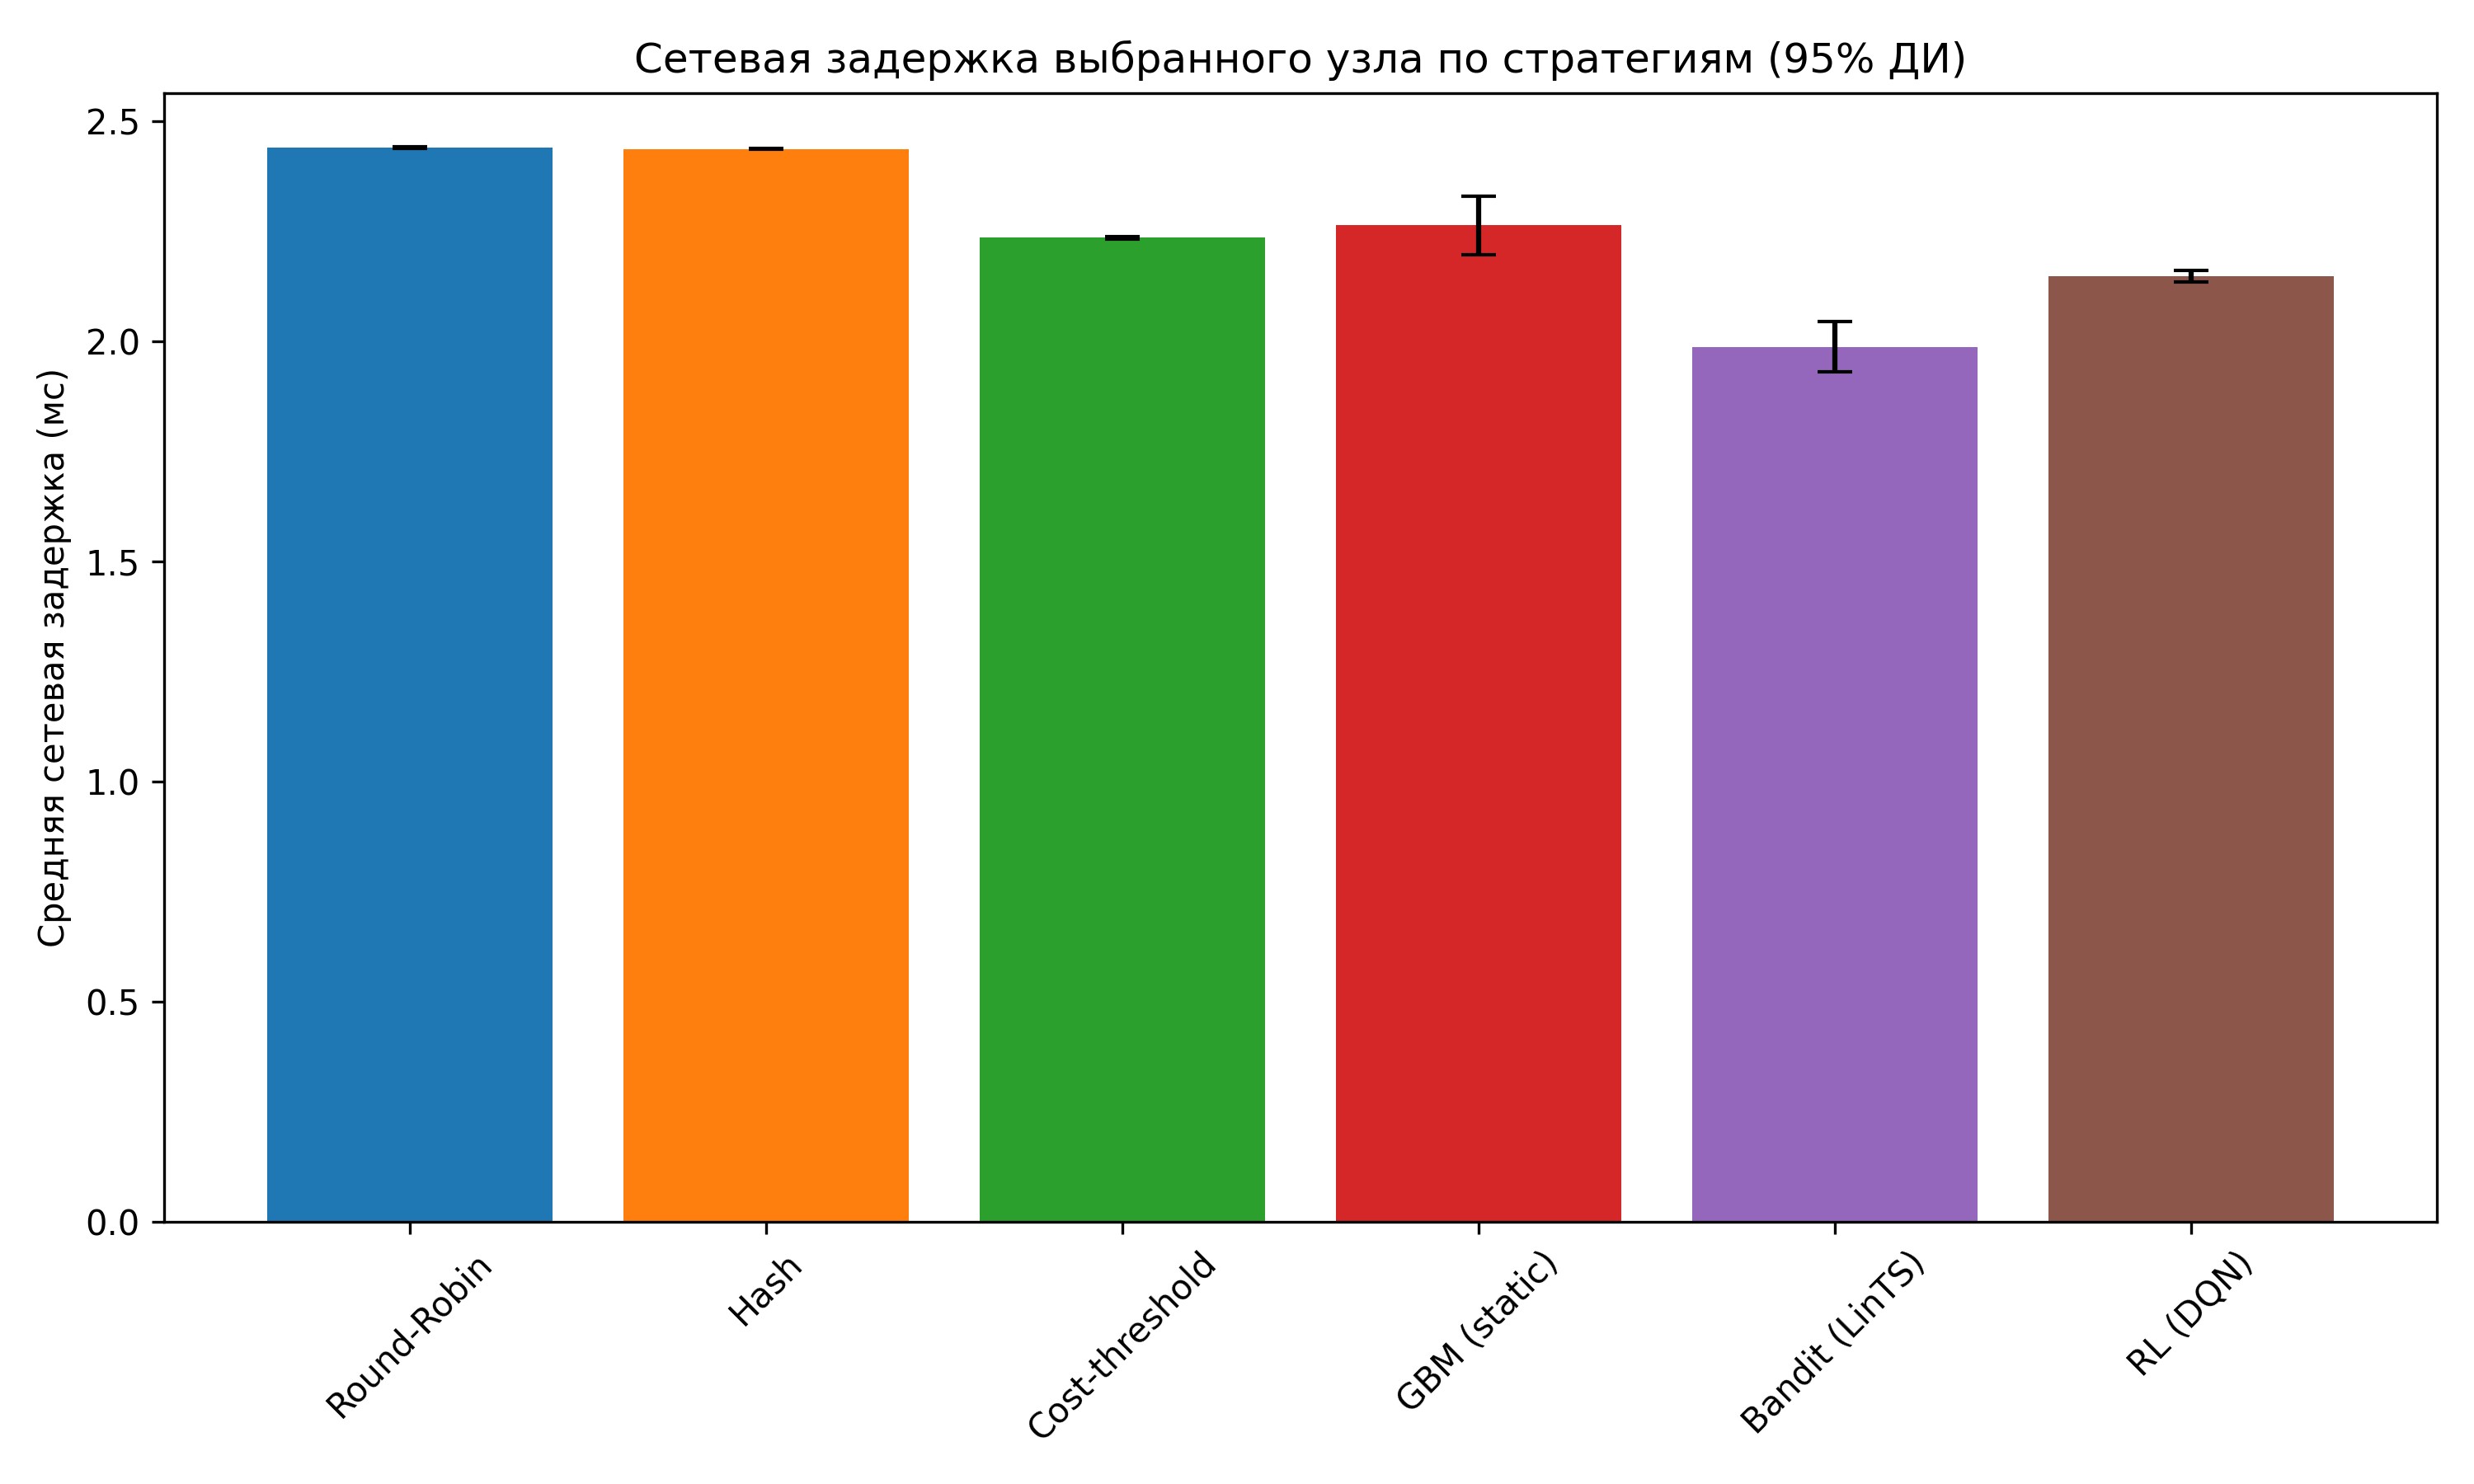 Сетевая задержка выбранного узла по стратегиям (95% ДИ)
Средняя сетевая задержка (мс)
2.5
2.0
1.5
1.0
0.5
0.0
Round-Robin
Hash
Cost-threshold
GBM (static)
Bandit (LinTS)
RL (DQN)